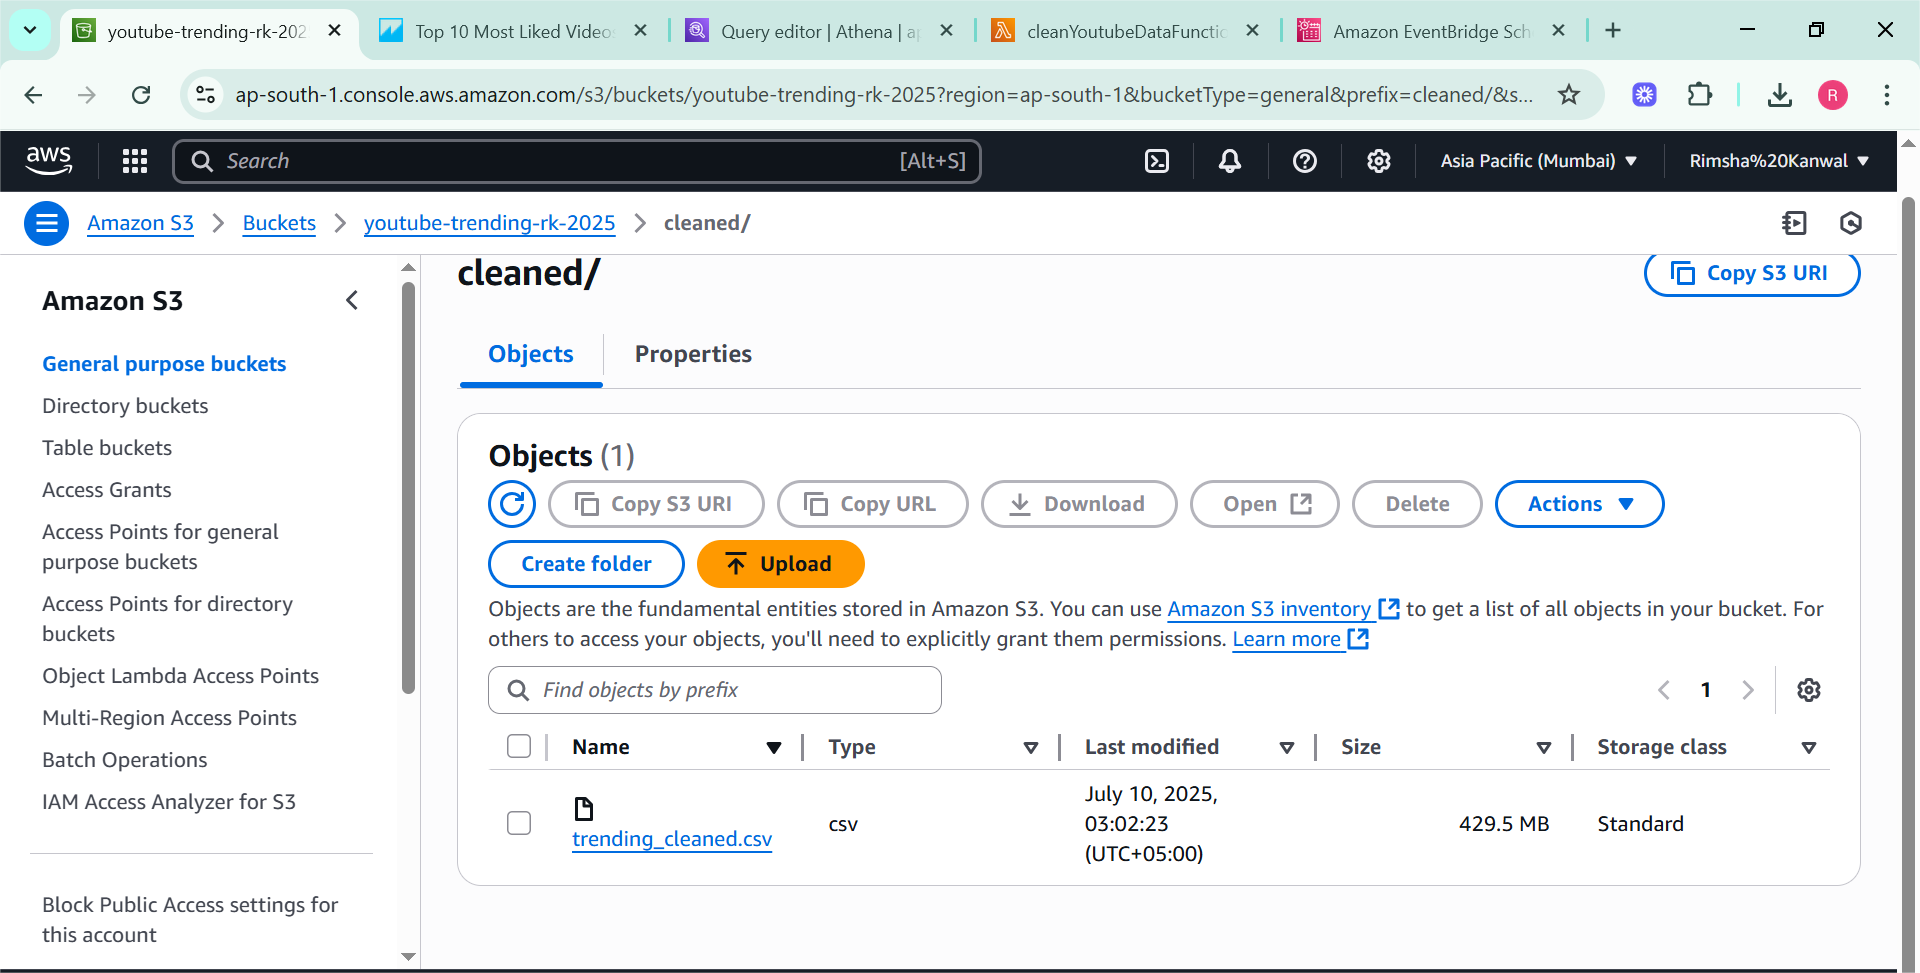 youtube-trending-rk-202
Top 10 Most Liked Video
Query editor | Athena | ap
cleanYoutubeDataFunctio
Amazon EventBridge Sch
ap-south-1.console.aws.amazon.com/s3/buckets/youtube-trending-rk-2025?region=ap-south-1&bucketType=general&prefix=cleaned/&s...
R
aws
Search
[Alt+S]
Asia Pacific (Mumbai)
Rimsha%20Kanwal
Amazon S3
Buckets
youtube-trending-rk-2025
cleaned/
Amazon S3
General purpose buckets
Directory buckets
Table buckets
Access Grants
Access Points for general
purpose buckets
Access Points for directory
buckets
Object Lambda Access Points
Multi-Region Access Points
Batch Operations
IAM Access Analyzer for S3
Block Public Access settings for
this account
cleaned/
Copy S3 URI
Objects
Properties
Objects (1)
Copy S3 URI
Copy URL
Download
Open
Delete
Actions
Create folder
Upload
Objects are the fundamental entities stored in Amazon S3. You can use Amazon S3 inventory to get a list of all objects in your bucket. For
others to access your objects, you'll need to explicitly grant them permissions. Learn more
Find objects by prefix
1
Name
Type
Last modified
Size
Storage class
trending_cleaned.csv
csv
July 10, 2025,
03:02:23
(UTC+05:00)
429.5 MB
Standard